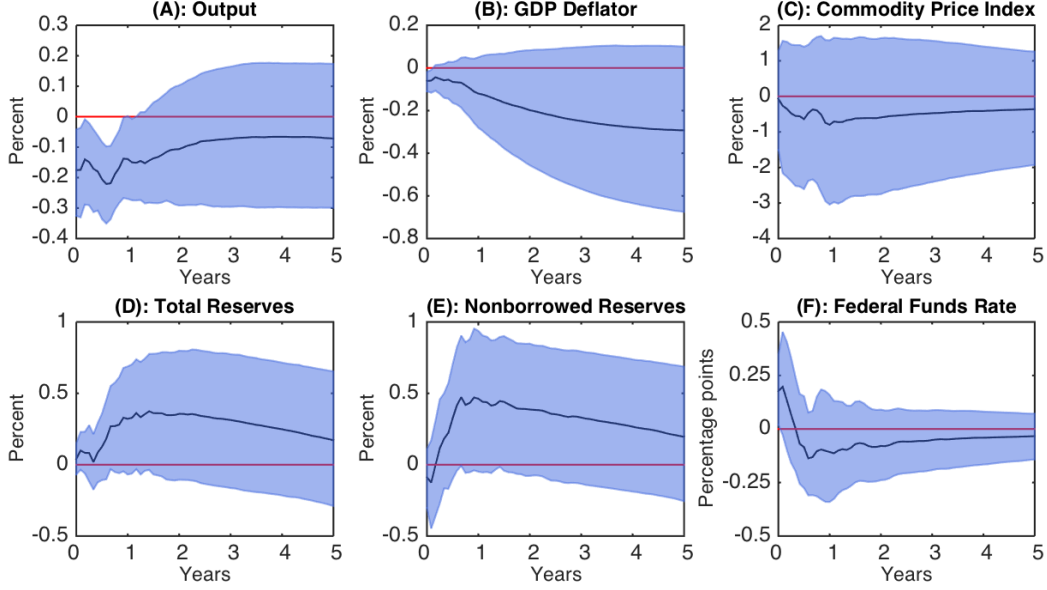 (A): Output
(B): GDP Deflator
(C): Commodity Price Index
Percent
0.3
0.2
0.1
0
-0.1
-0.2
-0.3
-0.4
0 1 2 3 4 5
Years
Percent
0.2
0
-0.2
-0.4
-0.6
-0.8
0 1 2 3 4 5
Years
Percent
2
1
0
-1
-2
-3
-4
0 1 2 3 4 5
Years
(D): Total Reserves
(E): Nonborrowed Reserves
(F): Federal Funds Rate
Percent
1
0.5
0
-0.5
0 1 2 3 4 5
Years
Percent
1
0.5
0
-0.5
0 1 2 3 4 5
Years
Percentage points
0.5
0.25
0
-0.25
-0.5
0 1 2 3 4 5
Years